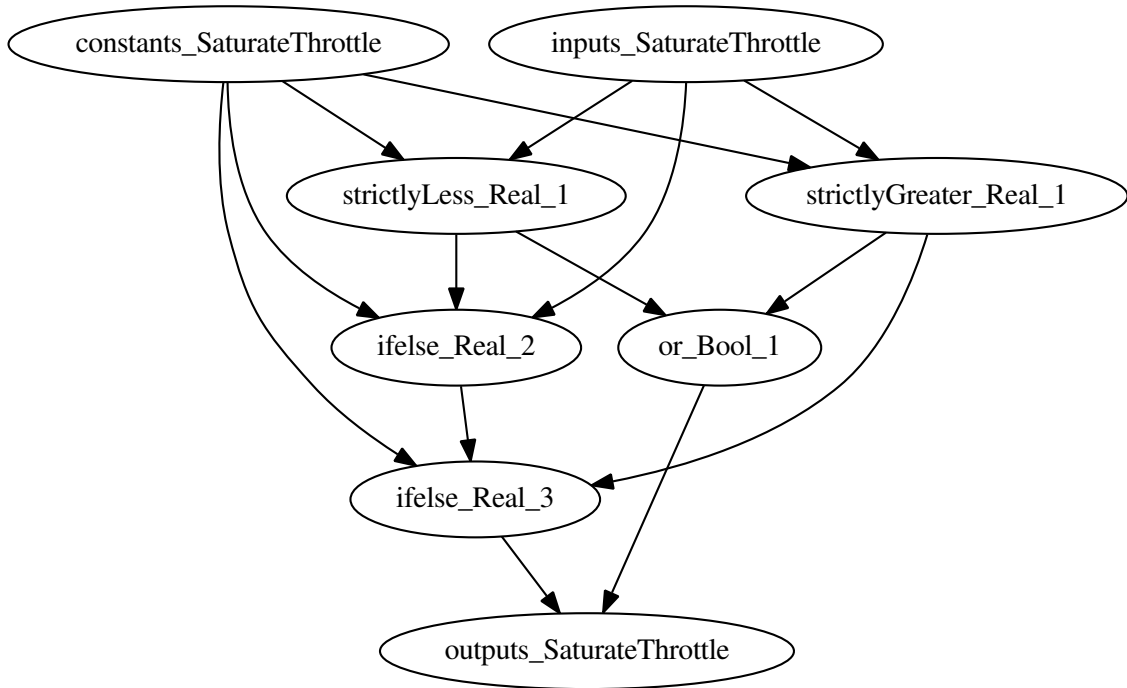 constants_SaturateThrottle
inputs_SaturateThrottle
strictlyLess_Real_1
strictlyGreater_Real_1
ifelse_Real_2
or_Bool_1
ifelse_Real_3
outputs_SaturateThrottle